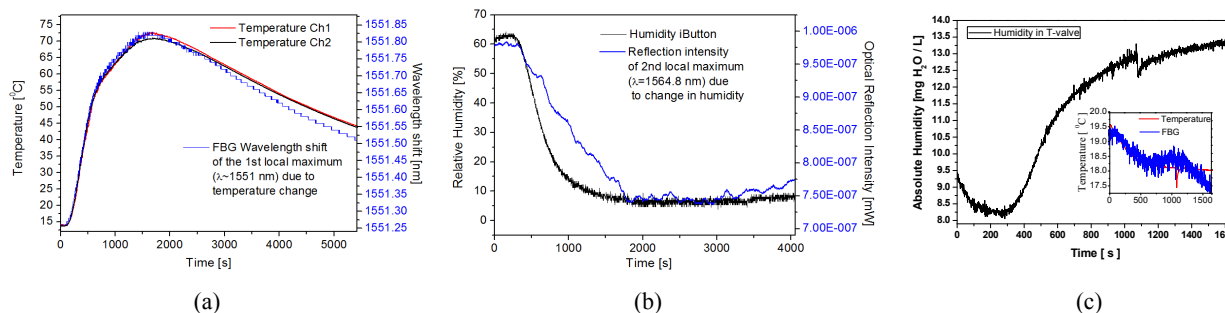 (a)
Temperature [⁰C]
75
70
65
60
55
50
45
40
35
30
25
20
15
0 1000 2000 3000 4000 5000
Time [s]
Temperature Ch1
Temperature Ch2
FBG Wavelength shift
of the 1st local maximum
(λ~1551 nm) due to
temperature change
1551.85
1551.80
1551.75
1551.70
1551.65
1551.60
1551.55
1551.50
1551.45
1551.40
1551.35
1551.30
1551.25
Wavelength shift [nm]
(a)
(b)
Relative Humidity [%]
70
60
50
40
30
20
10
0
0 1000 2000 3000 4000
Time [s]
Humidity iButton
Reflection intensity
of 2nd local maximum
(λ=1564.8 nm) due
to change in humidity
1.00E-006
9.50E-007
9.00E-007
8.50E-007
8.00E-007
7.50E-007
7.00E-007
Optical Reflection Intensity [mW]
(b)
(c)
Absolute Humidity [mg H₂O / L]
14.0
13.5
13.0
12.5
12.0
11.5
11.0
10.5
10.0
9.5
9.0
8.5
8.0
0 200 400 600 800 1000 1200 1400 1600
Time [ s ]
Humidity in T-valve
Temperature [ ⁰C]
20.0
19.5
19.0
18.5
18.0
17.5
0 500 1000 1500
Temperature
FBG
(c)